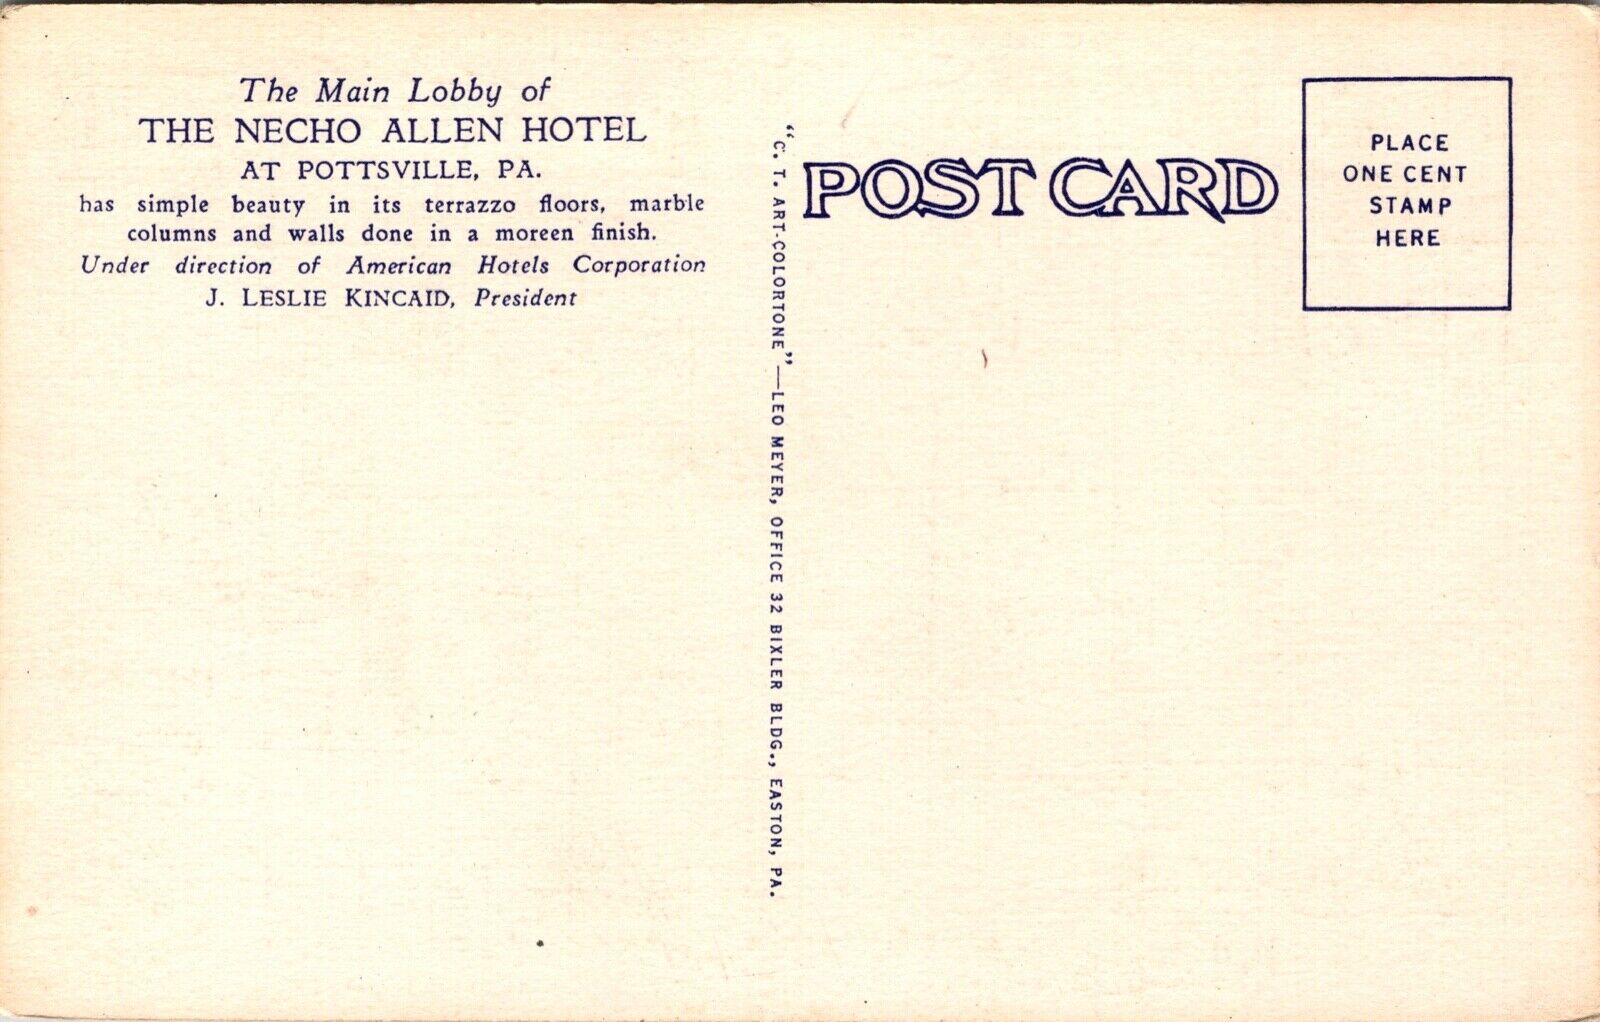 The Main Lobby of
THE NECHO ALLEN HOTEL
AT POTTSVILLE, PA.
has simple beauty in its terrazzo floors, marble
columns and walls done in a moreen finish.
Under direction of American Hotels Corporation
J. LESLIE KINCAID, President
"C. T. ART-COLORTONE"—LEO MEYER, OFFICE 32 BIXLER BLDG., EASTON, PA.
POST CARD
PLACE
ONE CENT
STAMP
HERE